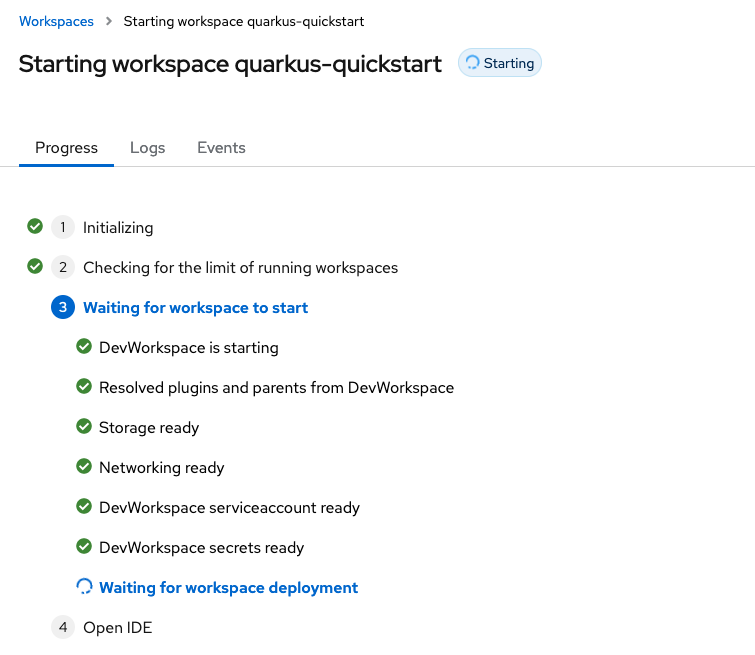 Workspaces > Starting workspace quarkus-quickstart
Starting workspace quarkus-quickstart Starting
Progress Logs Events
1 Initializing
2 Checking for the limit of running workspaces
3 Waiting for workspace to start
DevWorkspace is starting
Resolved plugins and parents from DevWorkspace
Storage ready
Networking ready
DevWorkspace serviceaccount ready
DevWorkspace secrets ready
Waiting for workspace deployment
4 Open IDE